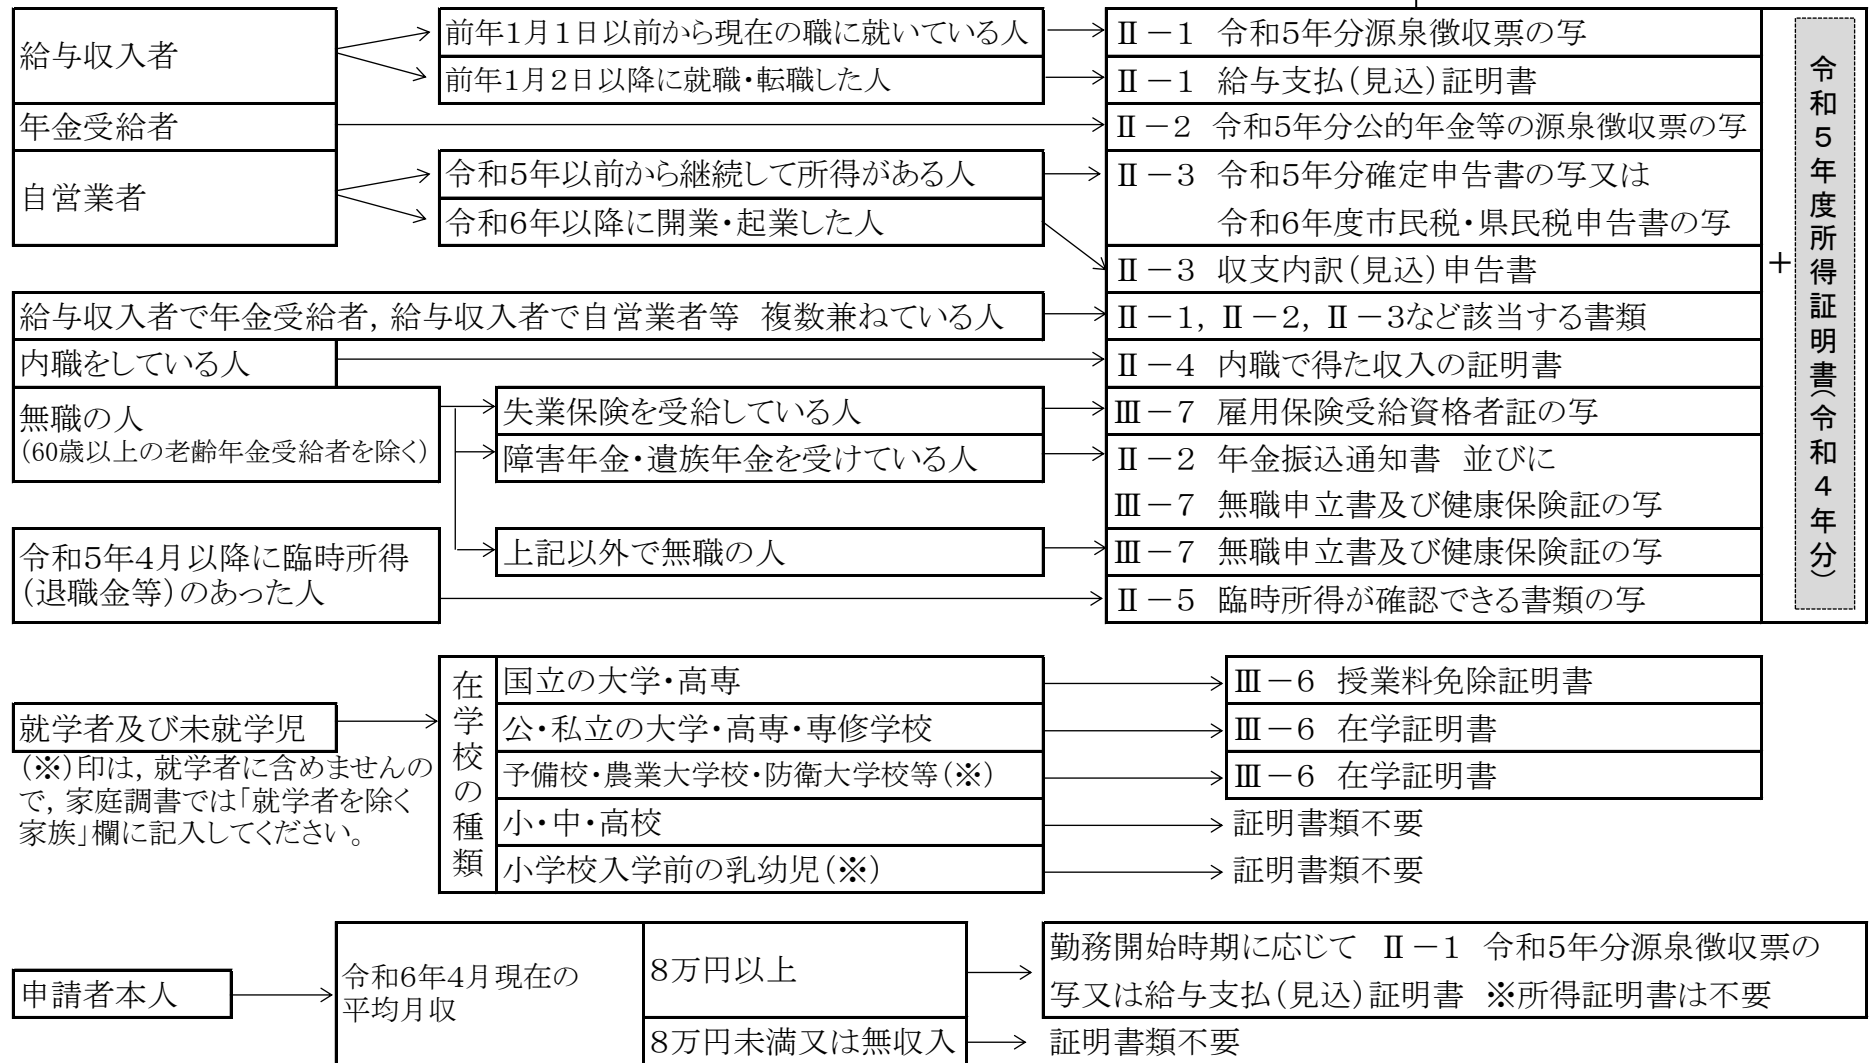 給与収入者
前年1月1日以前から現在の職に就いている人
Ⅱ－1 令和5年分源泉徴収票の写
前年1月2日以降に就職・転職した人
Ⅱ－1 給与支払(見込)証明書
年金受給者
Ⅱ－2 令和5年分公的年金等の源泉徴収票の写
自営業者
令和5年以前から継続して所得がある人
Ⅱ－3 令和5年分確定申告書の写又は
令和6年度市民税・県民税申告書の写
令和6年以降に開業・起業した人
Ⅱ－3 収支内訳(見込)申告書
給与収入者で年金受給者, 給与収入者で自営業者等 複数兼ねている人
Ⅱ－1, Ⅱ－2, Ⅱ－3など該当する書類
内職をしている人
Ⅱ－4 内職で得た収入の証明書
無職の人
(60歳以上の老齢年金受給者を除く)
失業保険を受給している人
Ⅲ－7 雇用保険受給資格者証の写
障害年金・遺族年金を受けている人
Ⅱ－2 年金振込通知書 並びに
Ⅲ－7 無職申立書及び健康保険証の写
上記以外で無職の人
Ⅲ－7 無職申立書及び健康保険証の写
令和5年4月以降に臨時所得
(退職金等)のあった人
Ⅱ－5 臨時所得が確認できる書類の写
＋
令和5年度所得証明書(令和4年分)
就学者及び未就学児
(※)印は, 就学者に含めませんの
で, 家庭調書では「就学者を除く
家族」欄に記入してください。
在学校の種類
国立の大学・高専
Ⅲ－6 授業料免除証明書
公・私立の大学・高専・専修学校
Ⅲ－6 在学証明書
予備校・農業大学校・防衛大学校等(※)
Ⅲ－6 在学証明書
小・中・高校
証明書類不要
小学校入学前の乳幼児(※)
証明書類不要
申請者本人
令和6年4月現在の
平均月収
8万円以上
勤務開始時期に応じて Ⅱ－1 令和5年分源泉徴収票の
写又は給与支払(見込)証明書 ※所得証明書は不要
8万円未満又は無収入
証明書類不要